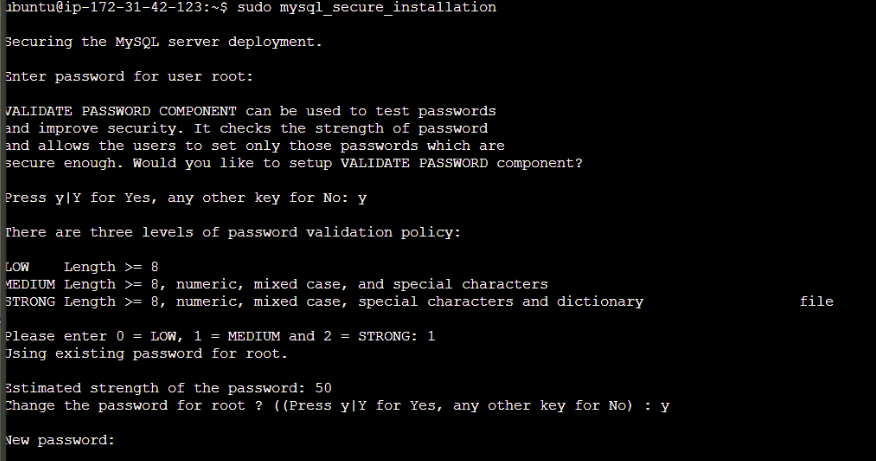 ubuntu@ip-172-31-42-123:~$ sudo mysql_secure_installation
Securing the MySQL server deployment.
Enter password for user root:
VALIDATE PASSWORD COMPONENT can be used to test passwords
and improve security. It checks the strength of password
and allows the users to set only those passwords which are
secure enough. Would you like to setup VALIDATE PASSWORD component?
Press y|Y for Yes, any other key for No: y
There are three levels of password validation policy:
LOW    Length >= 8
MEDIUM Length >= 8, numeric, mixed case, and special characters
STRONG Length >= 8, numeric, mixed case, special characters and dictionary                  file
Please enter 0 = LOW, 1 = MEDIUM and 2 = STRONG: 1
Using existing password for root.
Estimated strength of the password: 50
Change the password for root ? ((Press y|Y for Yes, any other key for No) : y
New password: